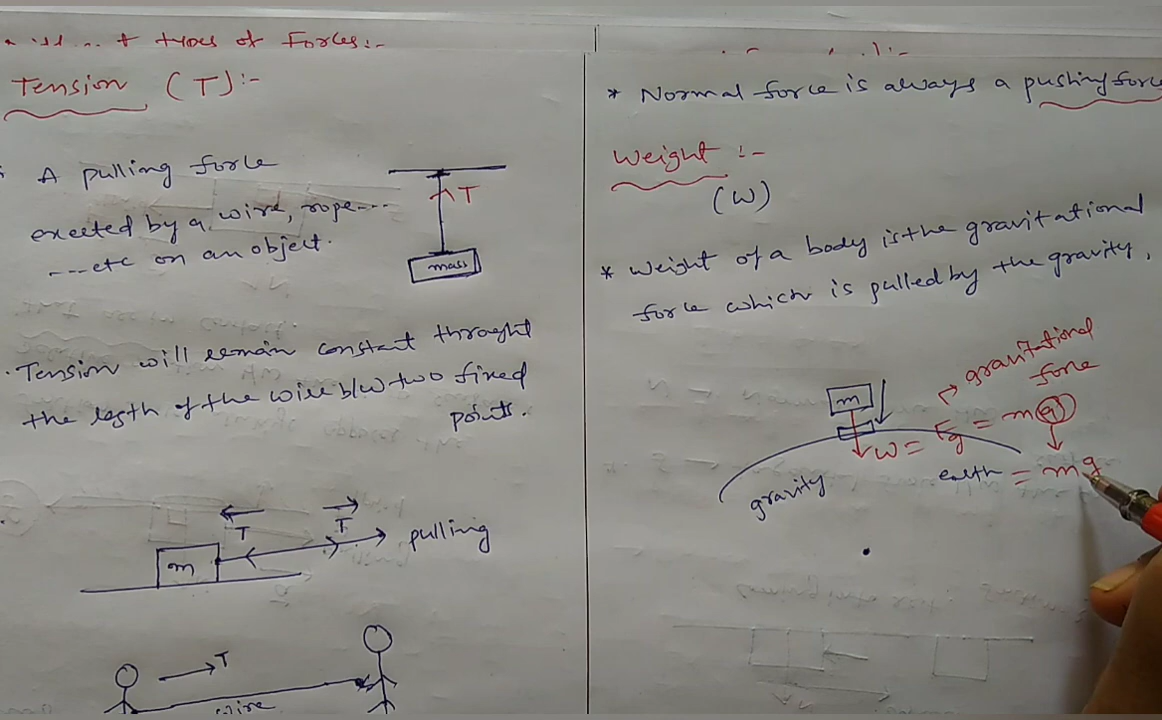 types of Forces:-
Tension (T):-
A pulling force
exerted by a wire, rope---
---etc on an object.
T
mass
Tension will remain constant throught
the legth of the wire b/w two fixed
points.
T
T
pulling
m
T
wire
* Normal force is always a pushing force
Weight :-
(W)
* Weight of a body is the gravitational
force which is pulled by the gravity,
gravitational
force
m
W = Fg = m(a)
earth = mg
gravity